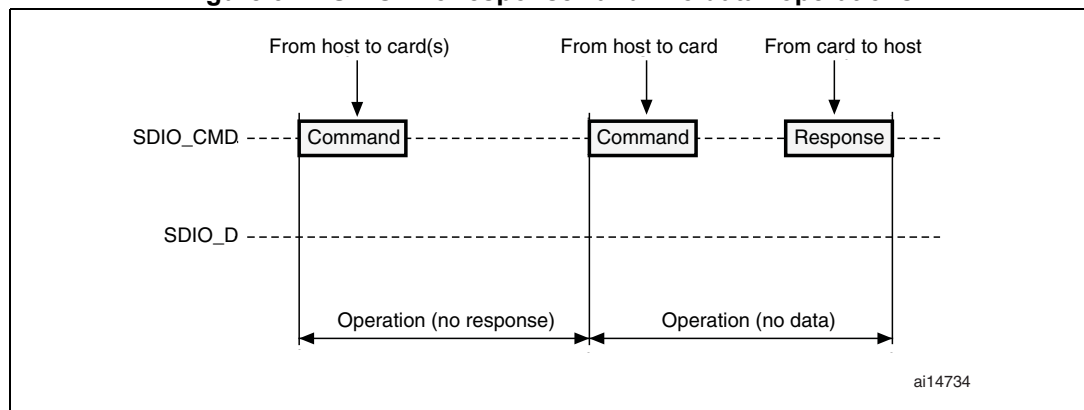 From host to card(s) From host to card From card to host
SDIO_CMD Command Command Response
SDIO_D
Operation (no response) Operation (no data)
ai14734